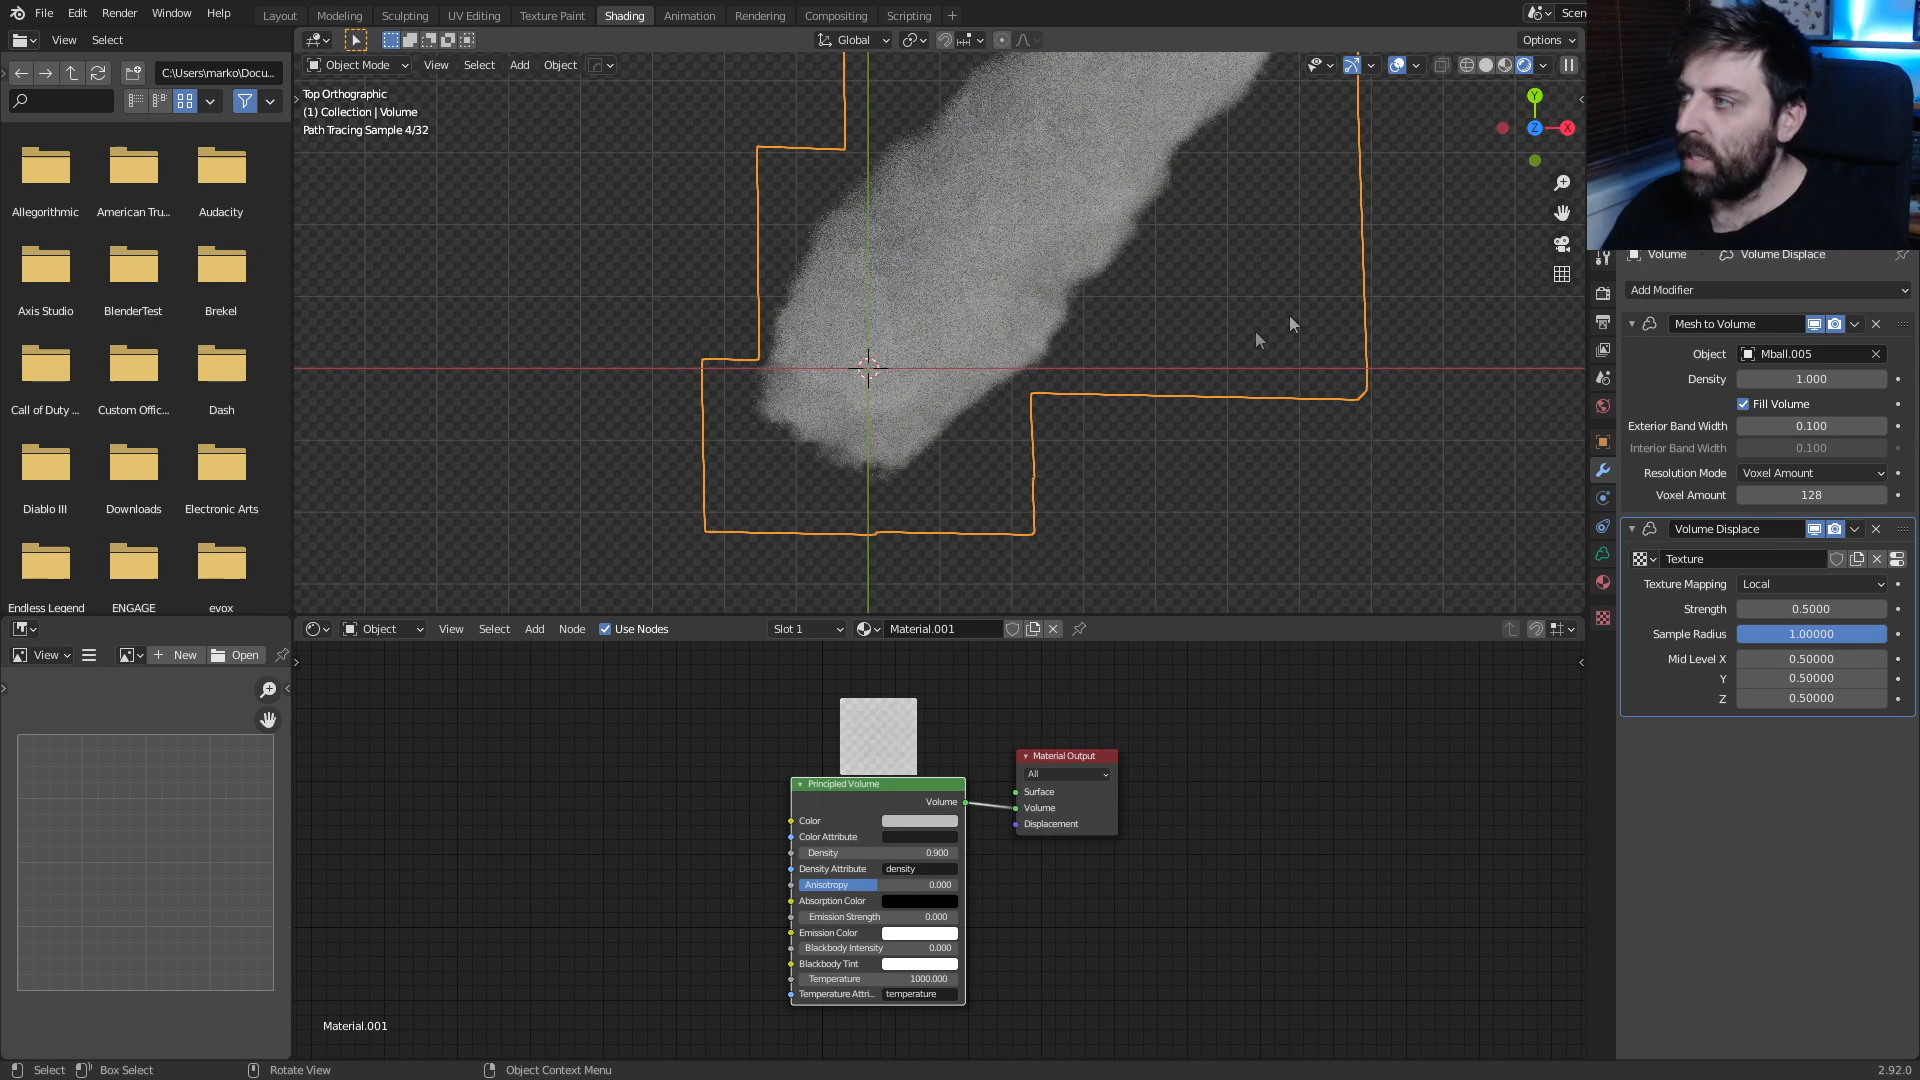 File Edit Render Window Help
Layout Modeling Sculpting UV Editing Texture Paint Shading Animation Rendering Compositing Scripting +
Scen
View Select
Global
Options
C:\Users\marko\Docu...
Object Mode View Select Add Object
Top Orthographic
(1) Collection | Volume
Path Tracing Sample 4/32
Y
Z
X
Allegorithmic American Tru... Audacity
Axis Studio BlenderTest Brekel
Call of Duty ... Custom Offic... Dash
Diablo III Downloads Electronic Arts
Endless Legend ENGAGE evox
Volume Volume Displace
Add Modifier
Mesh to Volume
Object Mball.005
Density 1.000
Fill Volume
Exterior Band Width 0.100
Interior Band Width 0.100
Resolution Mode Voxel Amount
Voxel Amount 128
Volume Displace
Texture
Texture Mapping Local
Strength 0.5000
Sample Radius 1.00000
Mid Level X 0.50000
Y 0.50000
Z 0.50000
Object View Select Add Node Use Nodes Slot 1 Material.001
View New Open
Principled Volume
Volume
Color
Color Attribute
Density 0.900
Density Attribute density
Anisotropy 0.000
Absorption Color
Emission Strength 0.000
Emission Color
Blackbody Intensity 0.000
Blackbody Tint
Temperature 1000.000
Temperature Attri... temperature
Material Output
All
Surface
Volume
Displacement
Material.001
Select Box Select Rotate View Object Context Menu 2.92.0